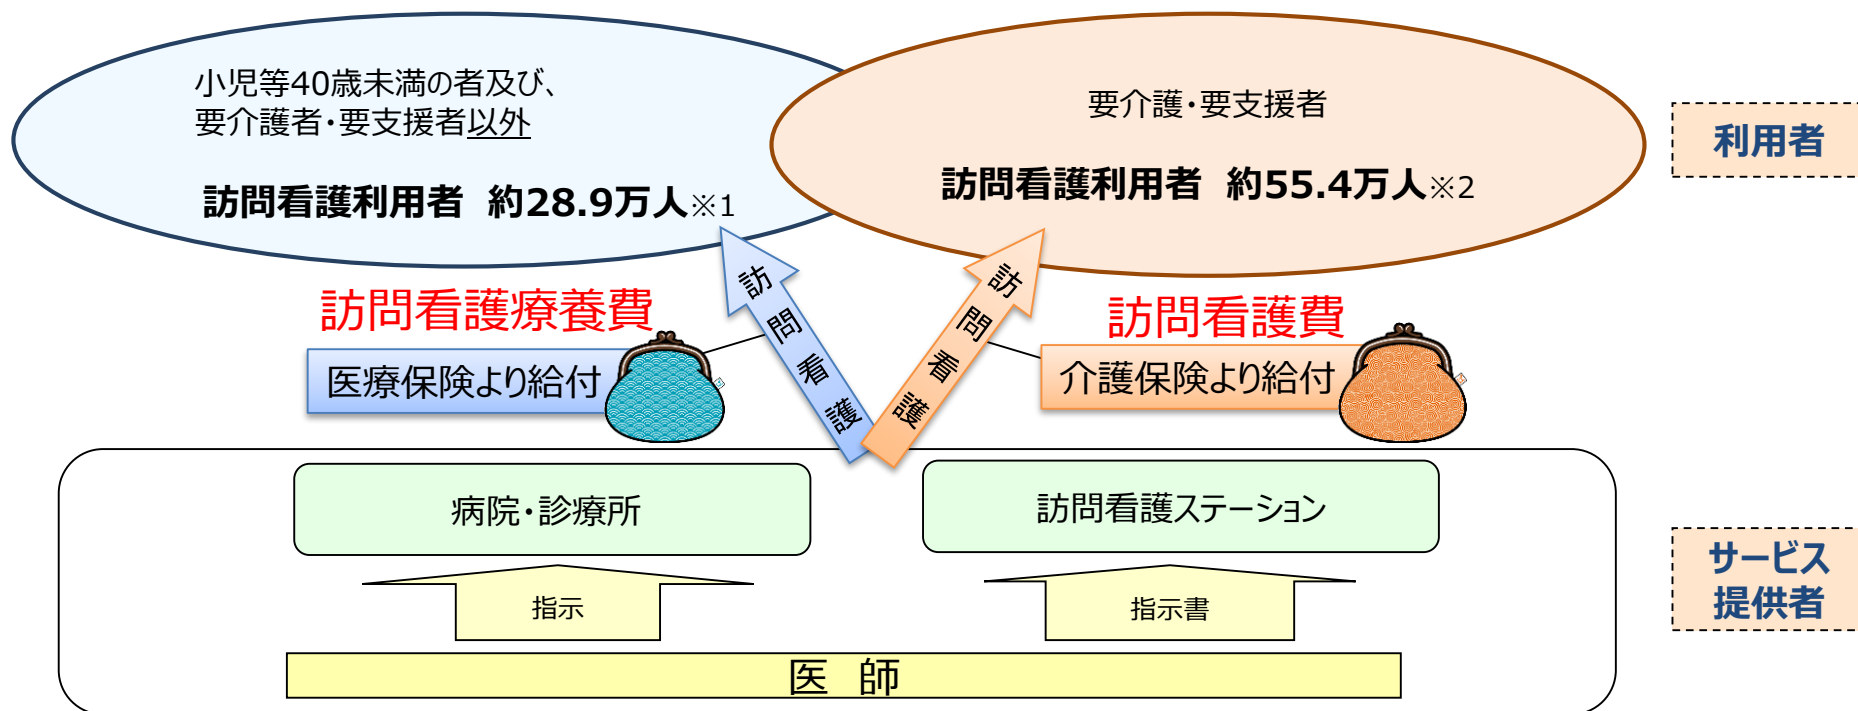 小児等40歳未満の者及び、
要介護者・要支援者以外
訪問看護利用者 約28.9万人※1
要介護・要支援者
訪問看護利用者 約55.4万人※2
利用者
訪問看護療養費
医療保険より給付
訪問看護
訪問看護
訪問看護費
介護保険より給付
病院・診療所
訪問看護ステーション
指示
指示書
医 師
サービス
提供者